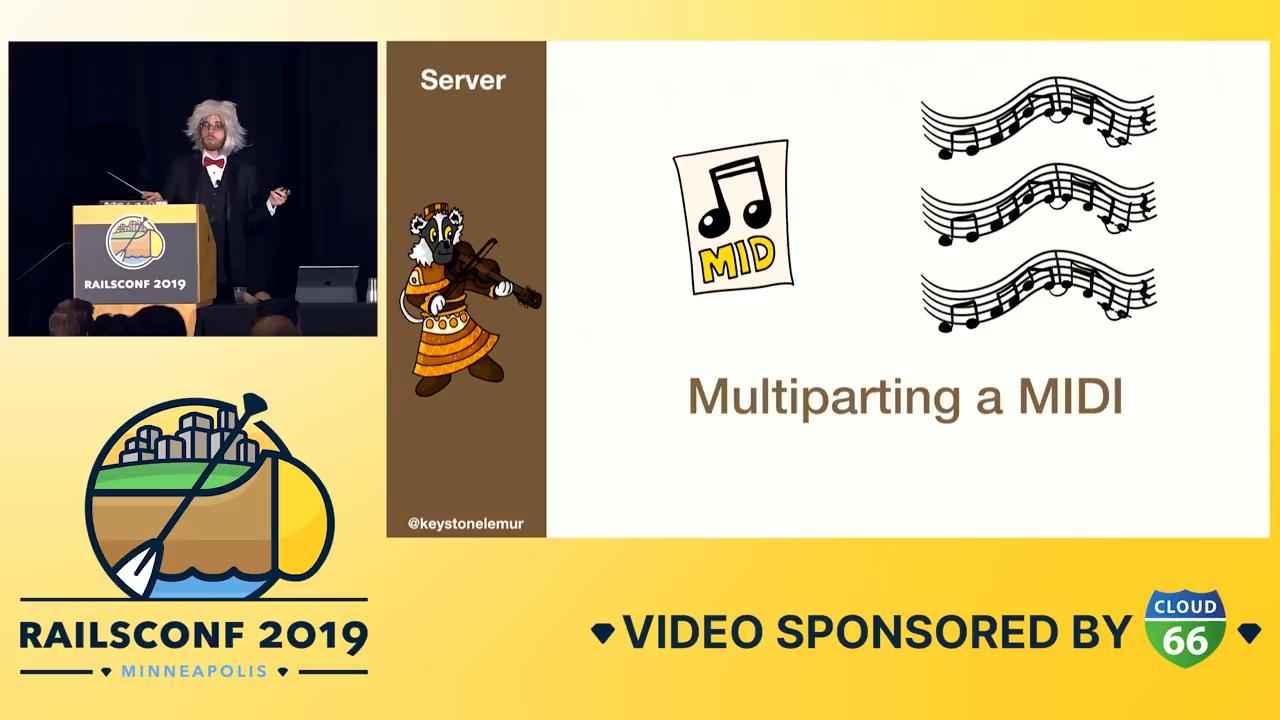 RAILSCONF 2019
Server
MID
Multiparting a MIDI
@keystonelemur
RAILSCONF 2019
MINNEAPOLIS
VIDEO SPONSORED BY
CLOUD
66